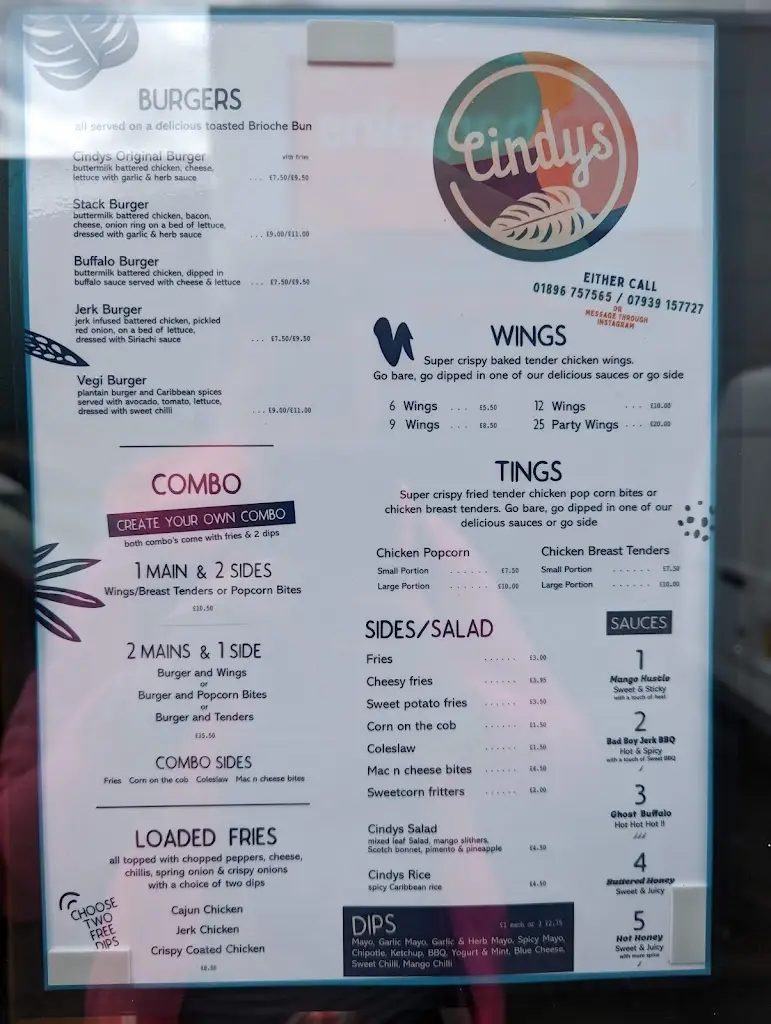 BURGERS
all served on a delicious toasted Brioche Bun
Cindys Original Burger
with fries
buttermilk battered chicken, cheese,
lettuce with garlic & herb sauce ... £7.50/£9.50
Stack Burger
buttermilk battered chicken, bacon,
cheese, onion ring on a bed of lettuce,
dressed with garlic & herb sauce ... £9.00/£11.00
Buffalo Burger
buttermilk battered chicken, dipped in
buffalo sauce served with cheese & lettuce ... £7.50/£9.50
Jerk Burger
jerk infused battered chicken, pickled
red onion, on a bed of lettuce,
dressed with Siriachi sauce ... £7.50/£9.50
Vegi Burger
plantain burger and Caribbean spices
served with avocado, tomato, lettuce,
dressed with sweet chilli ... £9.00/£11.00
COMBO
CREATE YOUR OWN COMBO
both combo's come with fries & 2 dips
1 MAIN & 2 SIDES
Wings/Breast Tenders or Popcorn Bites
£10.50
2 MAINS & 1 SIDE
Burger and Wings
or
Burger and Popcorn Bites
or
Burger and Tenders
£15.50
COMBO SIDES
Fries Corn on the cob Coleslaw Mac n cheese bites
LOADED FRIES
all topped with chopped peppers, cheese,
chillis, spring onion & crispy onions
with a choice of two dips
CHOOSE
TWO
FREE
DIPS
Cajun Chicken
Jerk Chicken
Crispy Coated Chicken
Cindys
EITHER CALL
01896 757565 / 07939 157727
OR
MESSAGE THROUGH
INSTAGRAM
WINGS
Super crispy baked tender chicken wings.
Go bare, go dipped in one of our delicious sauces or go side
6 Wings ... £5.50 12 Wings ... £10.00
9 Wings ... £8.50 25 Party Wings ... £20.00
TINGS
Super crispy fried tender chicken pop corn bites or
chicken breast tenders. Go bare, go dipped in one of our
delicious sauces or go side
Chicken Popcorn
Small Portion ...... £7.50
Large Portion ...... £10.00
Chicken Breast Tenders
Small Portion ...... £7.50
Large Portion ...... £10.00
SIDES/SALAD
Fries ...... £3.00
Cheesy fries ...... £3.95
Sweet potato fries ...... £3.50
Corn on the cob ...... £1.50
Coleslaw ...... £1.50
Mac n cheese bites ......
Sweetcorn fritters ...... £2.00
Cindys Salad
mixed leaf Salad, mango slithers,
Scotch bonnet, pimento & pineapple £4.50
Cindys Rice
spicy Caribbean rice £4.50
DIPS £1 each or 3 £2.75
Mayo, Garlic Mayo, Garlic & Herb Mayo, Spicy Mayo,
Chipotle, Ketchup, BBQ, Yogurt & Mint, Blue Cheese,
Sweet Chilli, Mango Chilli
SAUCES
1
Mango Hustle
Sweet & Sticky
with a touch of heat
2
Bad Boy Jerk BBQ
Hot & Spicy
with a touch of Sweet BBQ
3
Ghost Buffalo
Hot Hot Hot !!
4
Buttered Honey
Sweet & Juicy
5
Hot Honey
Sweet & Juicy
with more spice